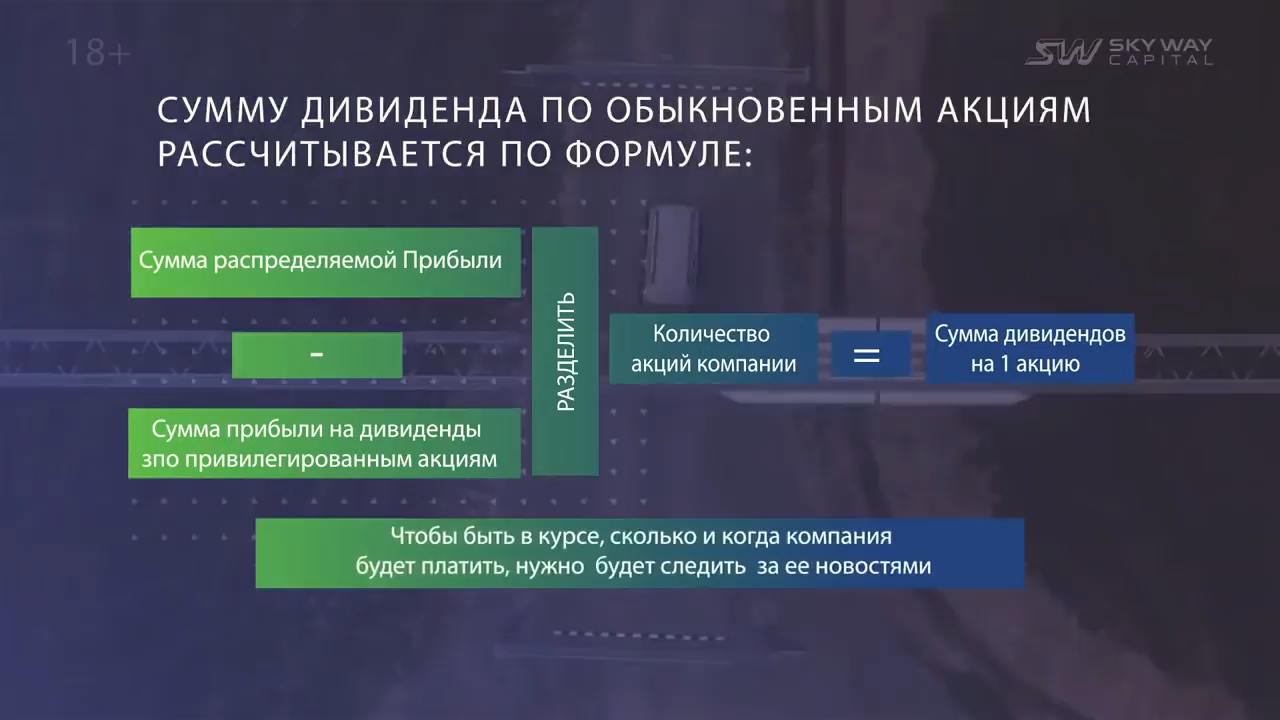 18+
SW SKY WAY
CAPITAL
СУММУ ДИВИДЕНДА ПО ОБЫКНОВЕННЫМ АКЦИЯМ
РАССЧИТЫВАЕТСЯ ПО ФОРМУЛЕ:
Сумма распределяемой Прибыли
-
Сумма прибыли на дивиденды
зпо привилегированным акциям
РАЗДЕЛИТЬ
Количество
акций компании
=
Сумма дивидендов
на 1 акцию
Чтобы быть в курсе, сколько и когда компания
будет платить, нужно будет следить за ее новостями